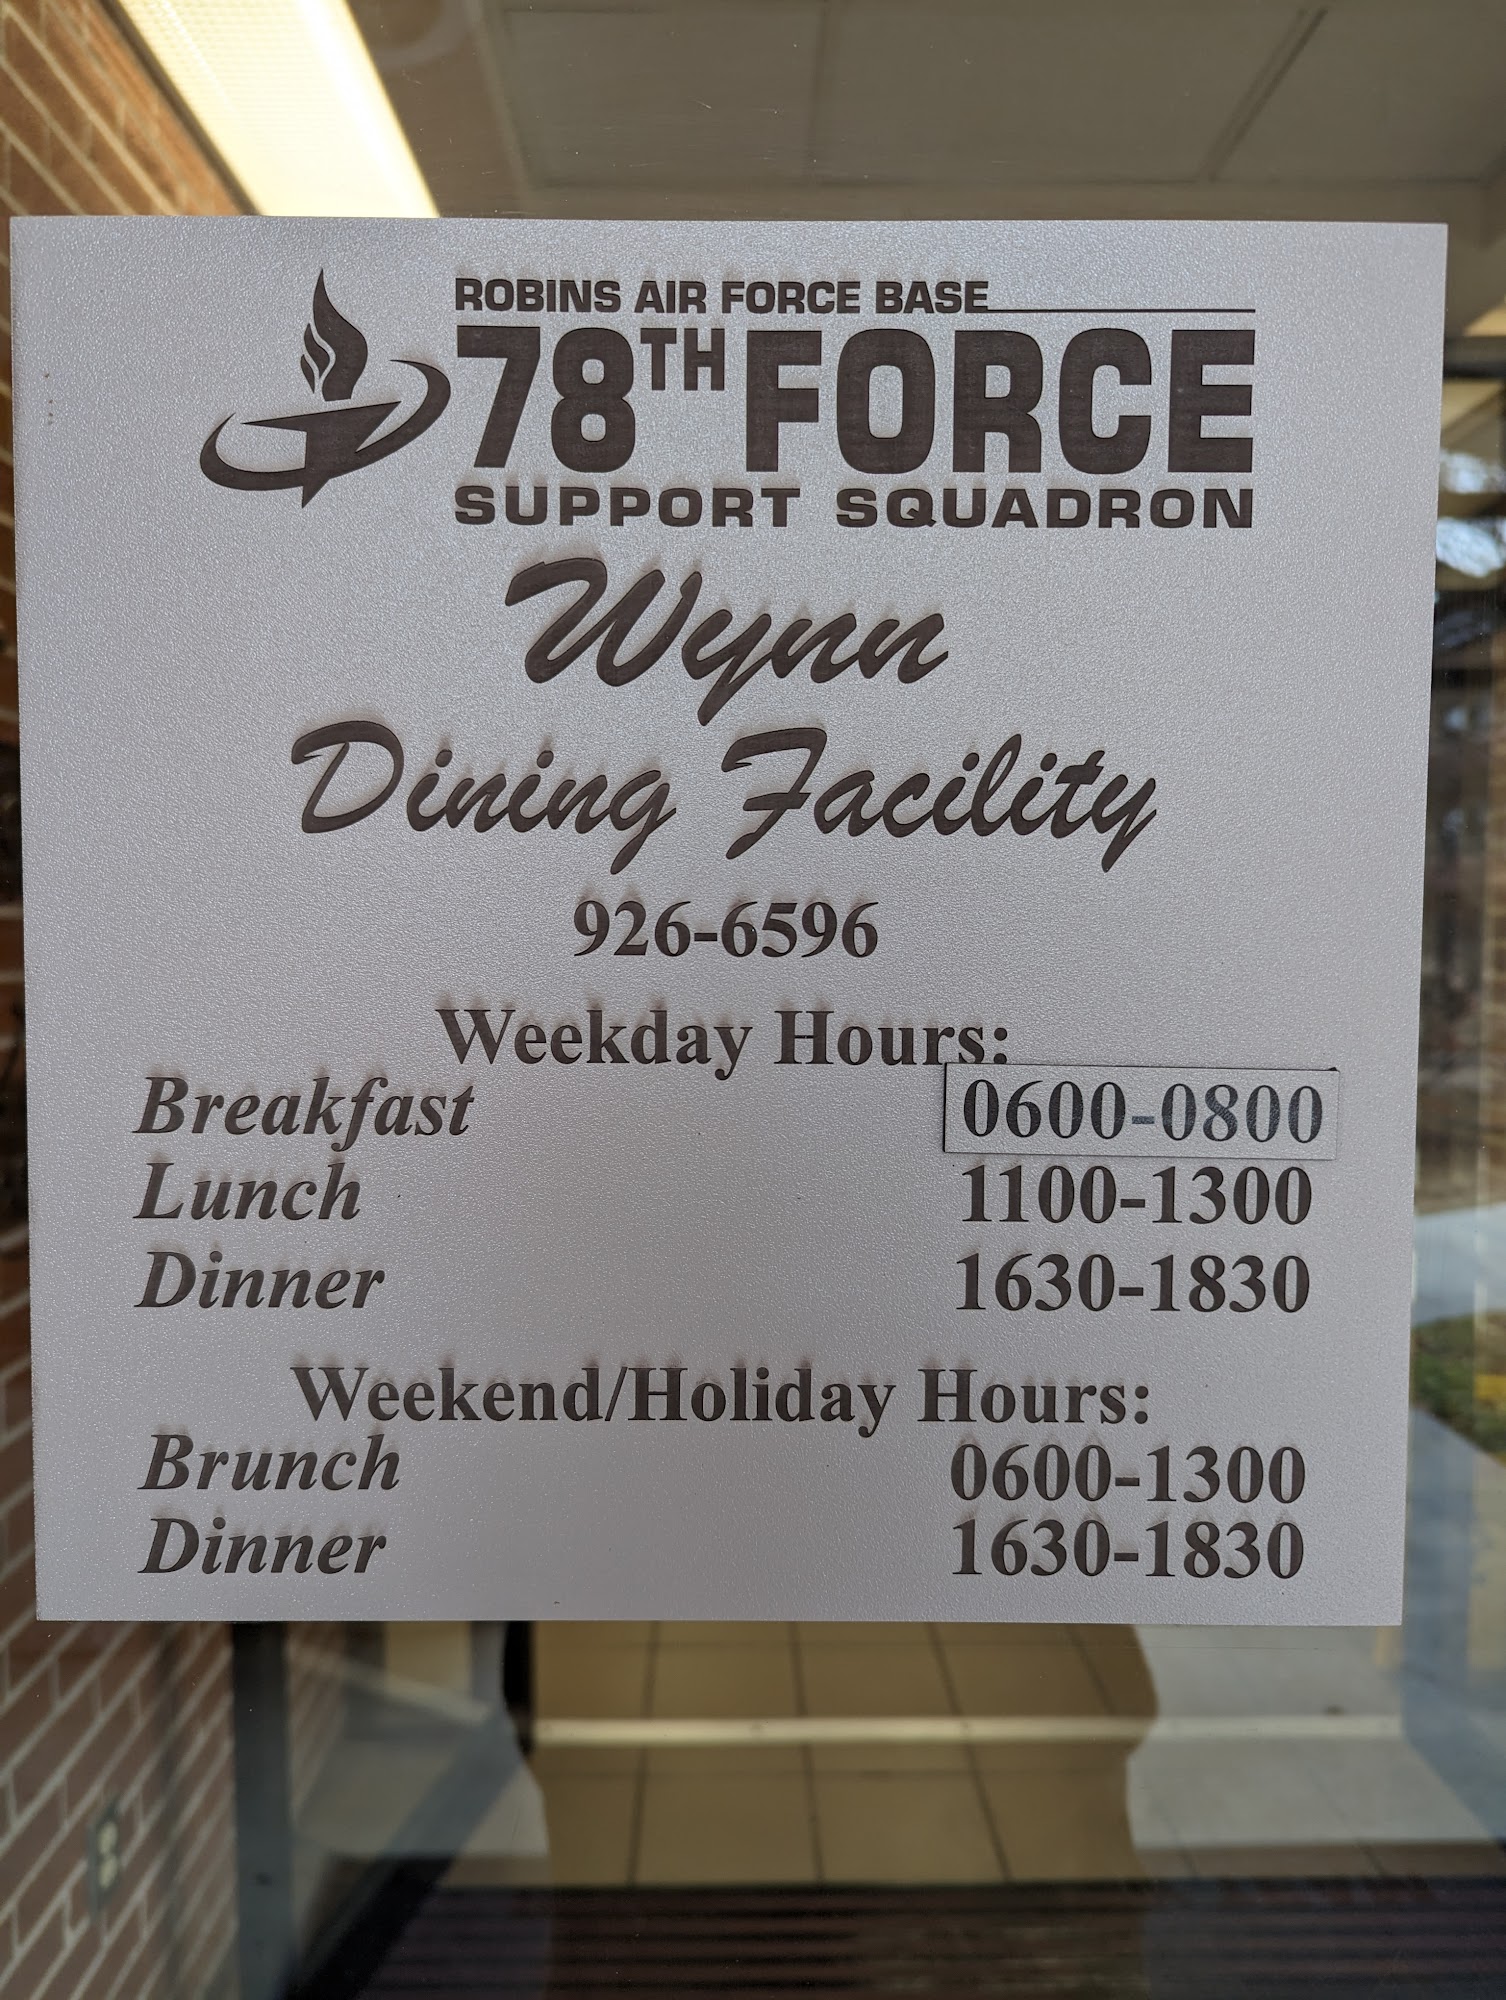 ROBINS AIR FORCE BASE
78TH FORCE
SUPPORT SQUADRON
Wynn
Dining Facility
926-6596
Weekday Hours:
Breakfast 0600-0800
Lunch 1100-1300
Dinner 1630-1830
Weekend/Holiday Hours:
Brunch 0600-1300
Dinner 1630-1830